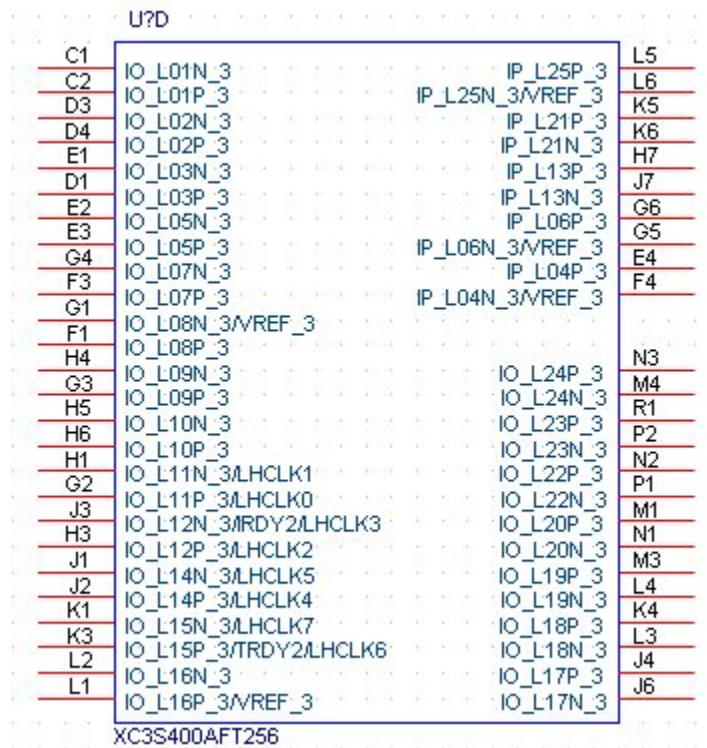 U?D
C1 IO_L01N_3 IP_L25P_3 L5
C2 IO_L01P_3 IP_L25N_3/VREF_3 L6
D3 IO_L02N_3 IP_L21P_3 K5
D4 IO_L02P_3 IP_L21N_3 K6
E1 IO_L03N_3 IP_L13P_3 H7
D1 IO_L03P_3 IP_L13N_3 J7
E2 IO_L05N_3 IP_L06P_3 G6
E3 IO_L05P_3 IP_L06N_3/VREF_3 G5
G4 IO_L07N_3 IP_L04P_3 E4
F3 IO_L07P_3 IP_L04N_3/VREF_3 F4
G1 IO_L08N_3/VREF_3
F1 IO_L08P_3
H4 IO_L09N_3 IO_L24P_3 N3
G3 IO_L09P_3 IO_L24N_3 M4
H5 IO_L10N_3 IO_L23P_3 R1
H6 IO_L10P_3 IO_L23N_3 P2
H1 IO_L11N_3/LHCLK1 IO_L22P_3 N2
G2 IO_L11P_3/LHCLK0 IO_L22N_3 P1
J3 IO_L12N_3/IRDY2/LHCLK3 IO_L20P_3 M1
H3 IO_L12P_3/LHCLK2 IO_L20N_3 N1
J1 IO_L14N_3/LHCLK5 IO_L19P_3 M3
J2 IO_L14P_3/LHCLK4 IO_L19N_3 L4
K1 IO_L15N_3/LHCLK7 IO_L18P_3 K4
K3 IO_L15P_3/TRDY2/LHCLK6 IO_L18N_3 L3
L2 IO_L16N_3 IO_L17P_3 J4
L1 IO_L16P_3/VREF_3 IO_L17N_3 J6
XC3S400AFT256